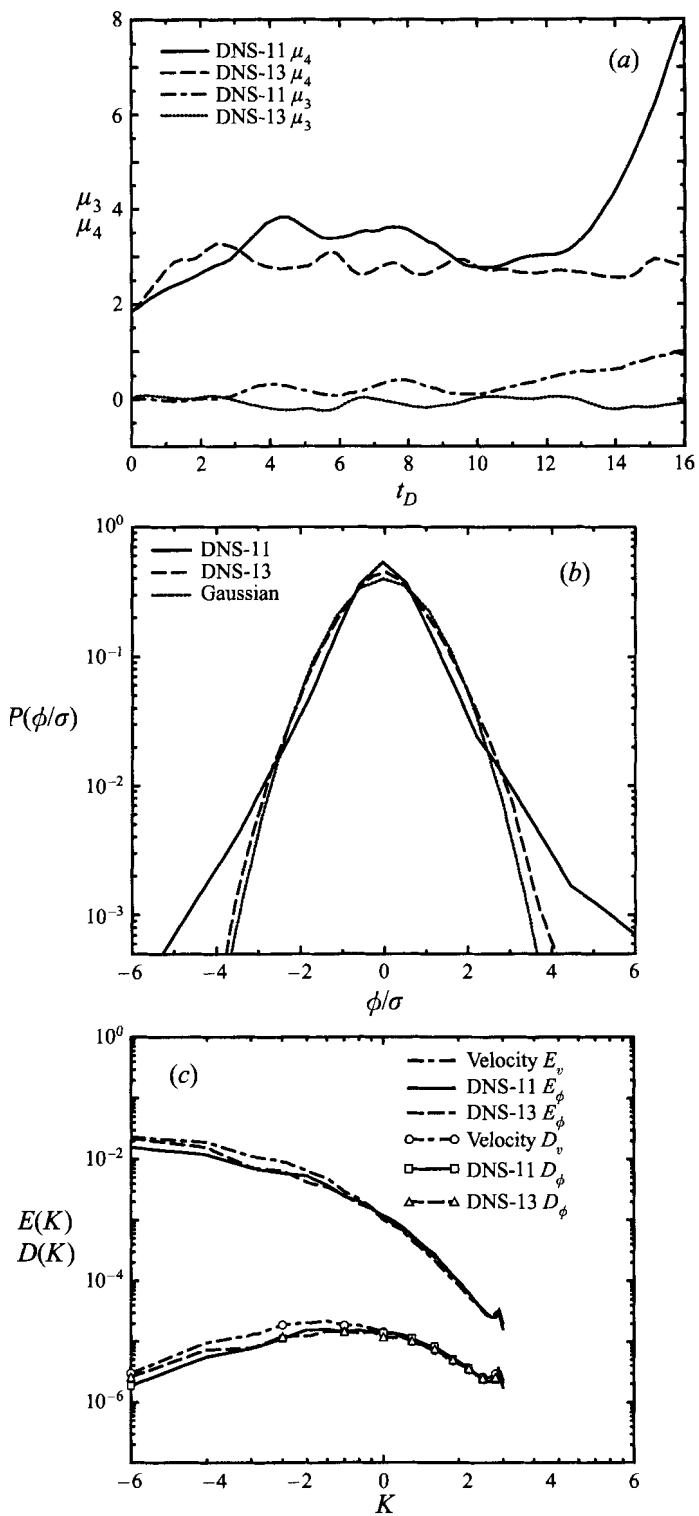 8
6
4
2
0
μ3
μ4
DNS-11 μ4
DNS-13 μ4
DNS-11 μ3
DNS-13 μ3
(a)
0 2 4 6 8 10 12 14 16
tD
10^0
10^-1
10^-2
10^-3
P(ϕ/σ)
DNS-11
DNS-13
Gaussian
(b)
−6 −4 −2 0 2 4 6
ϕ/σ
10^0
10^-2
10^-4
10^-6
E(K)
D(K)
(c)
Velocity Ev
DNS-11 Eϕ
DNS-13 Eϕ
Velocity Dv
DNS-11 Dϕ
DNS-13 Dϕ
-6 −4 −2 0 2 4 6
K